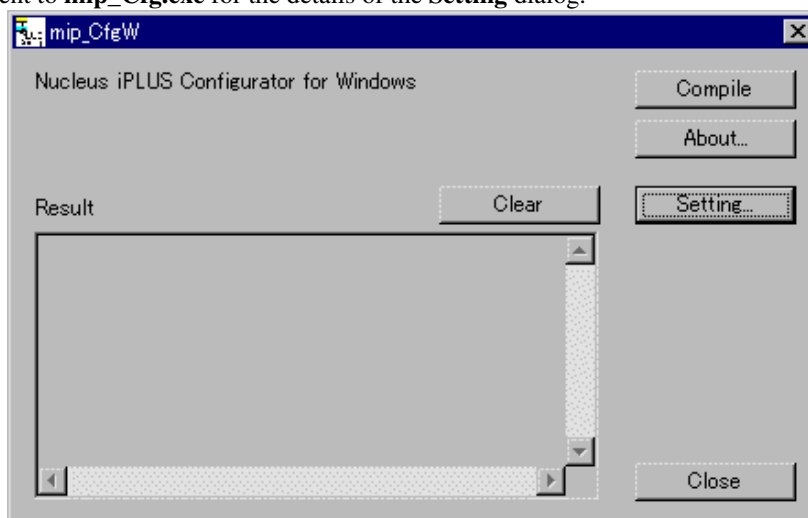 ent to mip_Cfg.exe for the details of the Setting dialog.
mip_CfgW
Nucleus iPLUS Configurator for Windows
Compile
About...
Result
Clear
Setting...
Close